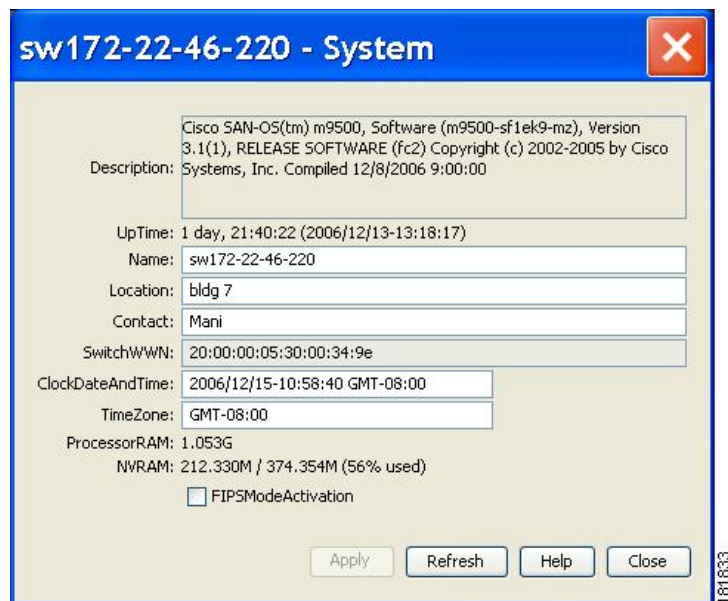 sw172-22-46-220 - System
Description: Cisco SAN-OS(tm) m9500, Software (m9500-sf1ek9-mz), Version
3.1(1), RELEASE SOFTWARE (fc2) Copyright (c) 2002-2005 by Cisco
Systems, Inc. Compiled 12/8/2006 9:00:00
UpTime: 1 day, 21:40:22 (2006/12/13-13:18:17)
Name: sw172-22-46-220
Location: bldg 7
Contact: Mani
SwitchWWN: 20:00:00:05:30:00:34:9e
ClockDateAndTime: 2006/12/15-10:58:40 GMT-08:00
TimeZone: GMT-08:00
ProcessorRAM: 1.053G
NVRAM: 212.330M / 374.354M (56% used)
FIPSModeActivation
Apply Refresh Help Close
161833